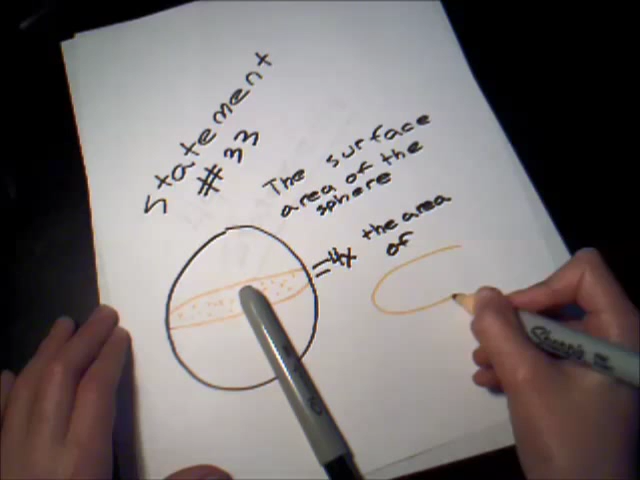 Statement
#33
The surface
area of the
sphere
=4x the area
of
Sharpie